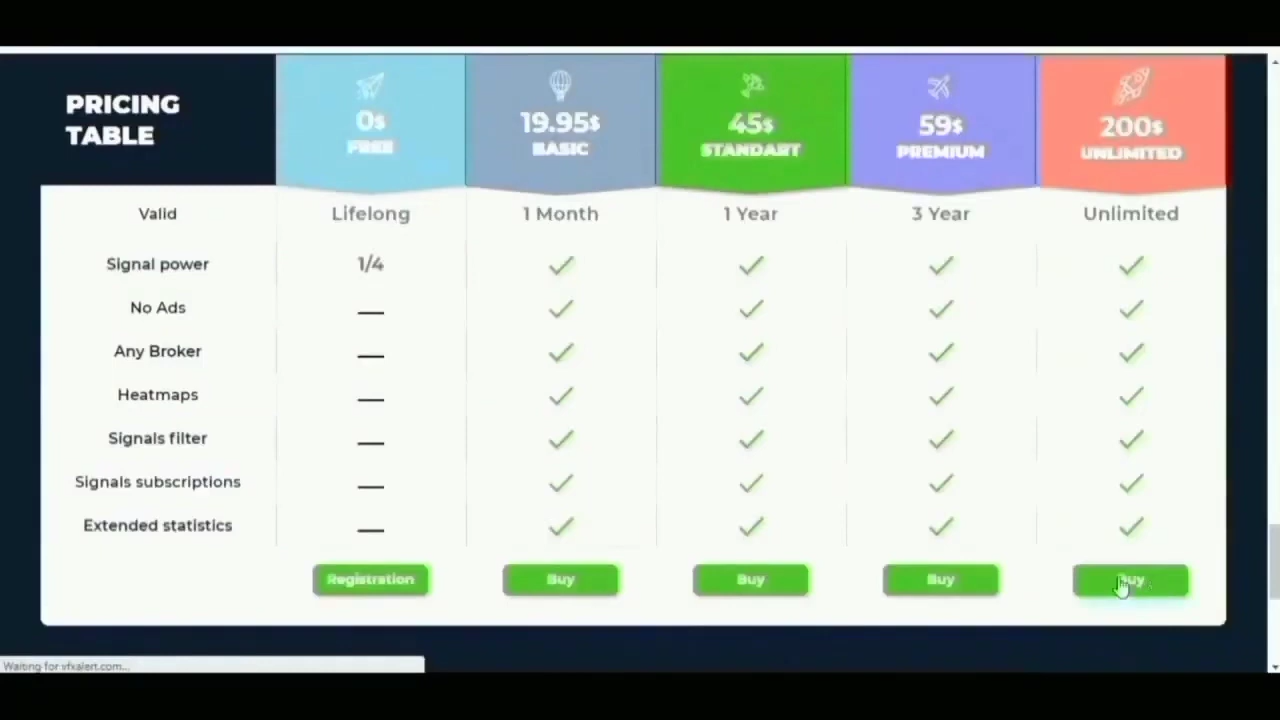 PRICING
TABLE
0$
FREE
19.95$
BASIC
45$
STANDART
59$
PREMIUM
200$
UNLIMITED
Valid
Lifelong
1 Month
1 Year
3 Year
Unlimited
Signal power
1/4
No Ads
Any Broker
Heatmaps
Signals filter
Signals subscriptions
Extended statistics
Registration
Buy
Buy
Buy
Buy
Waiting for vfxalert.com...